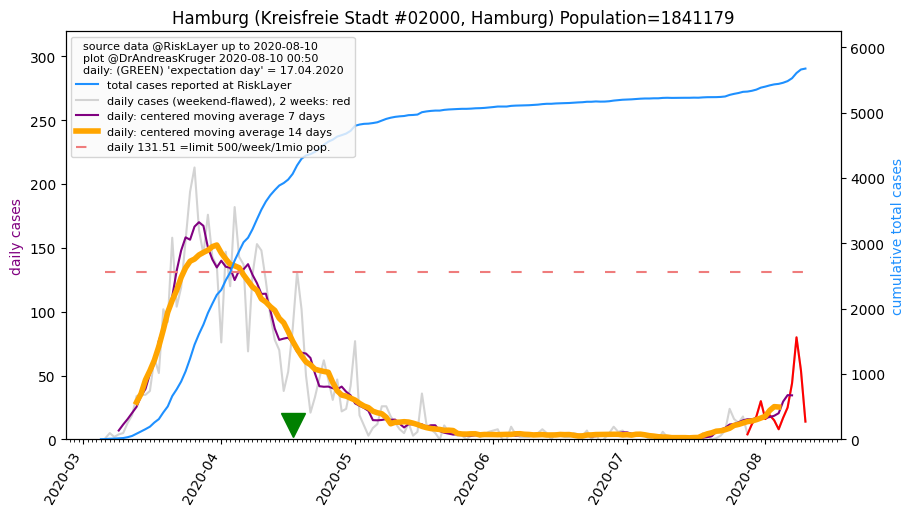 Hamburg (Kreisfreie Stadt #02000, Hamburg) Population=1841179
source data @RiskLayer up to 2020-08-10
plot @DrAndreasKruger 2020-08-10 00:50
daily: (GREEN) 'expectation day' = 17.04.2020
total cases reported at RiskLayer
daily cases (weekend-flawed), 2 weeks: red
daily: centered moving average 7 days
daily: centered moving average 14 days
daily 131.51 =limit 500/week/1mio pop.
daily cases
300
250
200
150
100
50
0
cumulative total cases
6000
5000
4000
3000
2000
1000
0
2020-03
2020-04
2020-05
2020-06
2020-07
2020-08